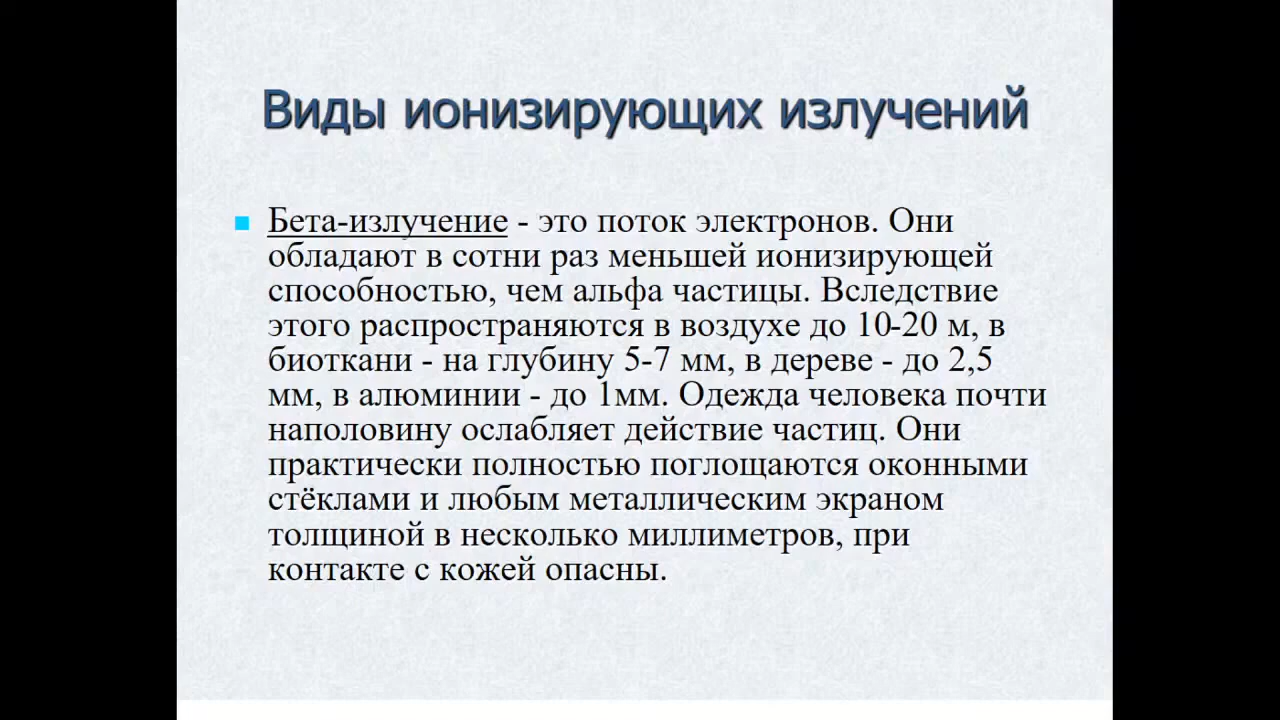 Виды ионизирующих излучений
Бета-излучение - это поток электронов. Они
обладают в сотни раз меньшей ионизирующей
способностью, чем альфа частицы. Вследствие
этого распространяются в воздухе до 10-20 м, в
биоткани - на глубину 5-7 мм, в дереве - до 2,5
мм, в алюминии - до 1мм. Одежда человека почти
наполовину ослабляет действие частиц. Они
практически полностью поглощаются оконными
стёклами и любым металлическим экраном
толщиной в несколько миллиметров, при
контакте с кожей опасны.